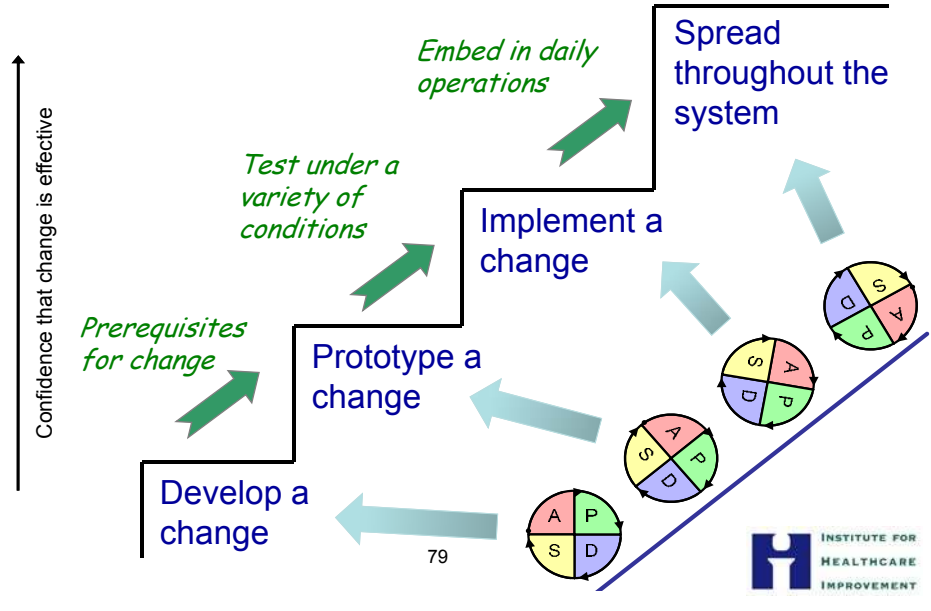 Confidence that change is effective
Spread
throughout the
system
Embed in daily
operations
Test under a
variety of
conditions
Implement a
change
Prerequisites
for change
Prototype a
change
Develop a
change
79
A P
S D
A
P
S
D
S
A
D
P
S
A
D
P
INSTITUTE FOR
HEALTHCARE
IMPROVEMENT